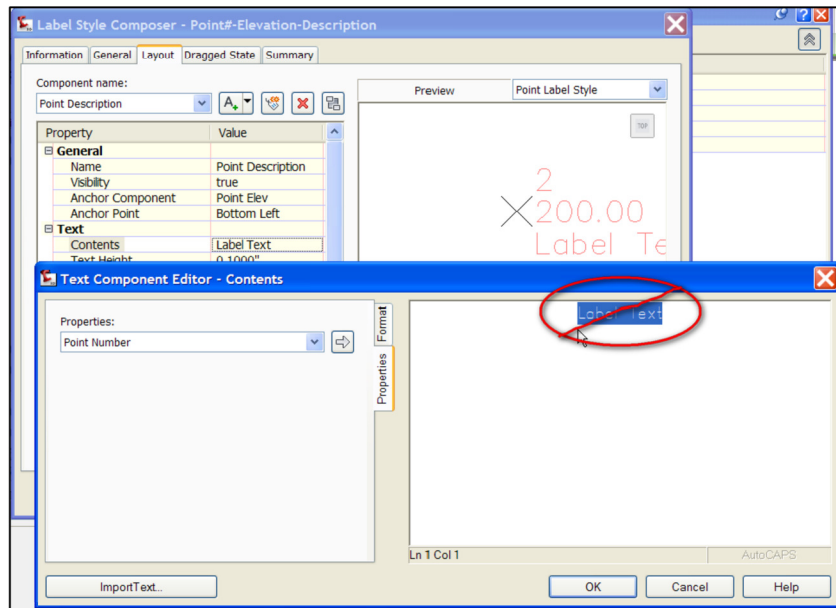 Label Style Composer - Point#-Elevation-Description
Information General Layout Dragged State Summary
Component name:
Point Description
Preview
Point Label Style
Property Value
General
Name Point Description
Visibility true
Anchor Component Point Elev
Anchor Point Bottom Left
Text
Contents Label Text
Text Height 0.1000"
TOP
2
200.00
Label Te
Text Component Editor - Contents
Properties:
Point Number
Format
Properties
Label Text
Ln 1 Col 1
AutoCAPS
ImportText...
OK Cancel Help